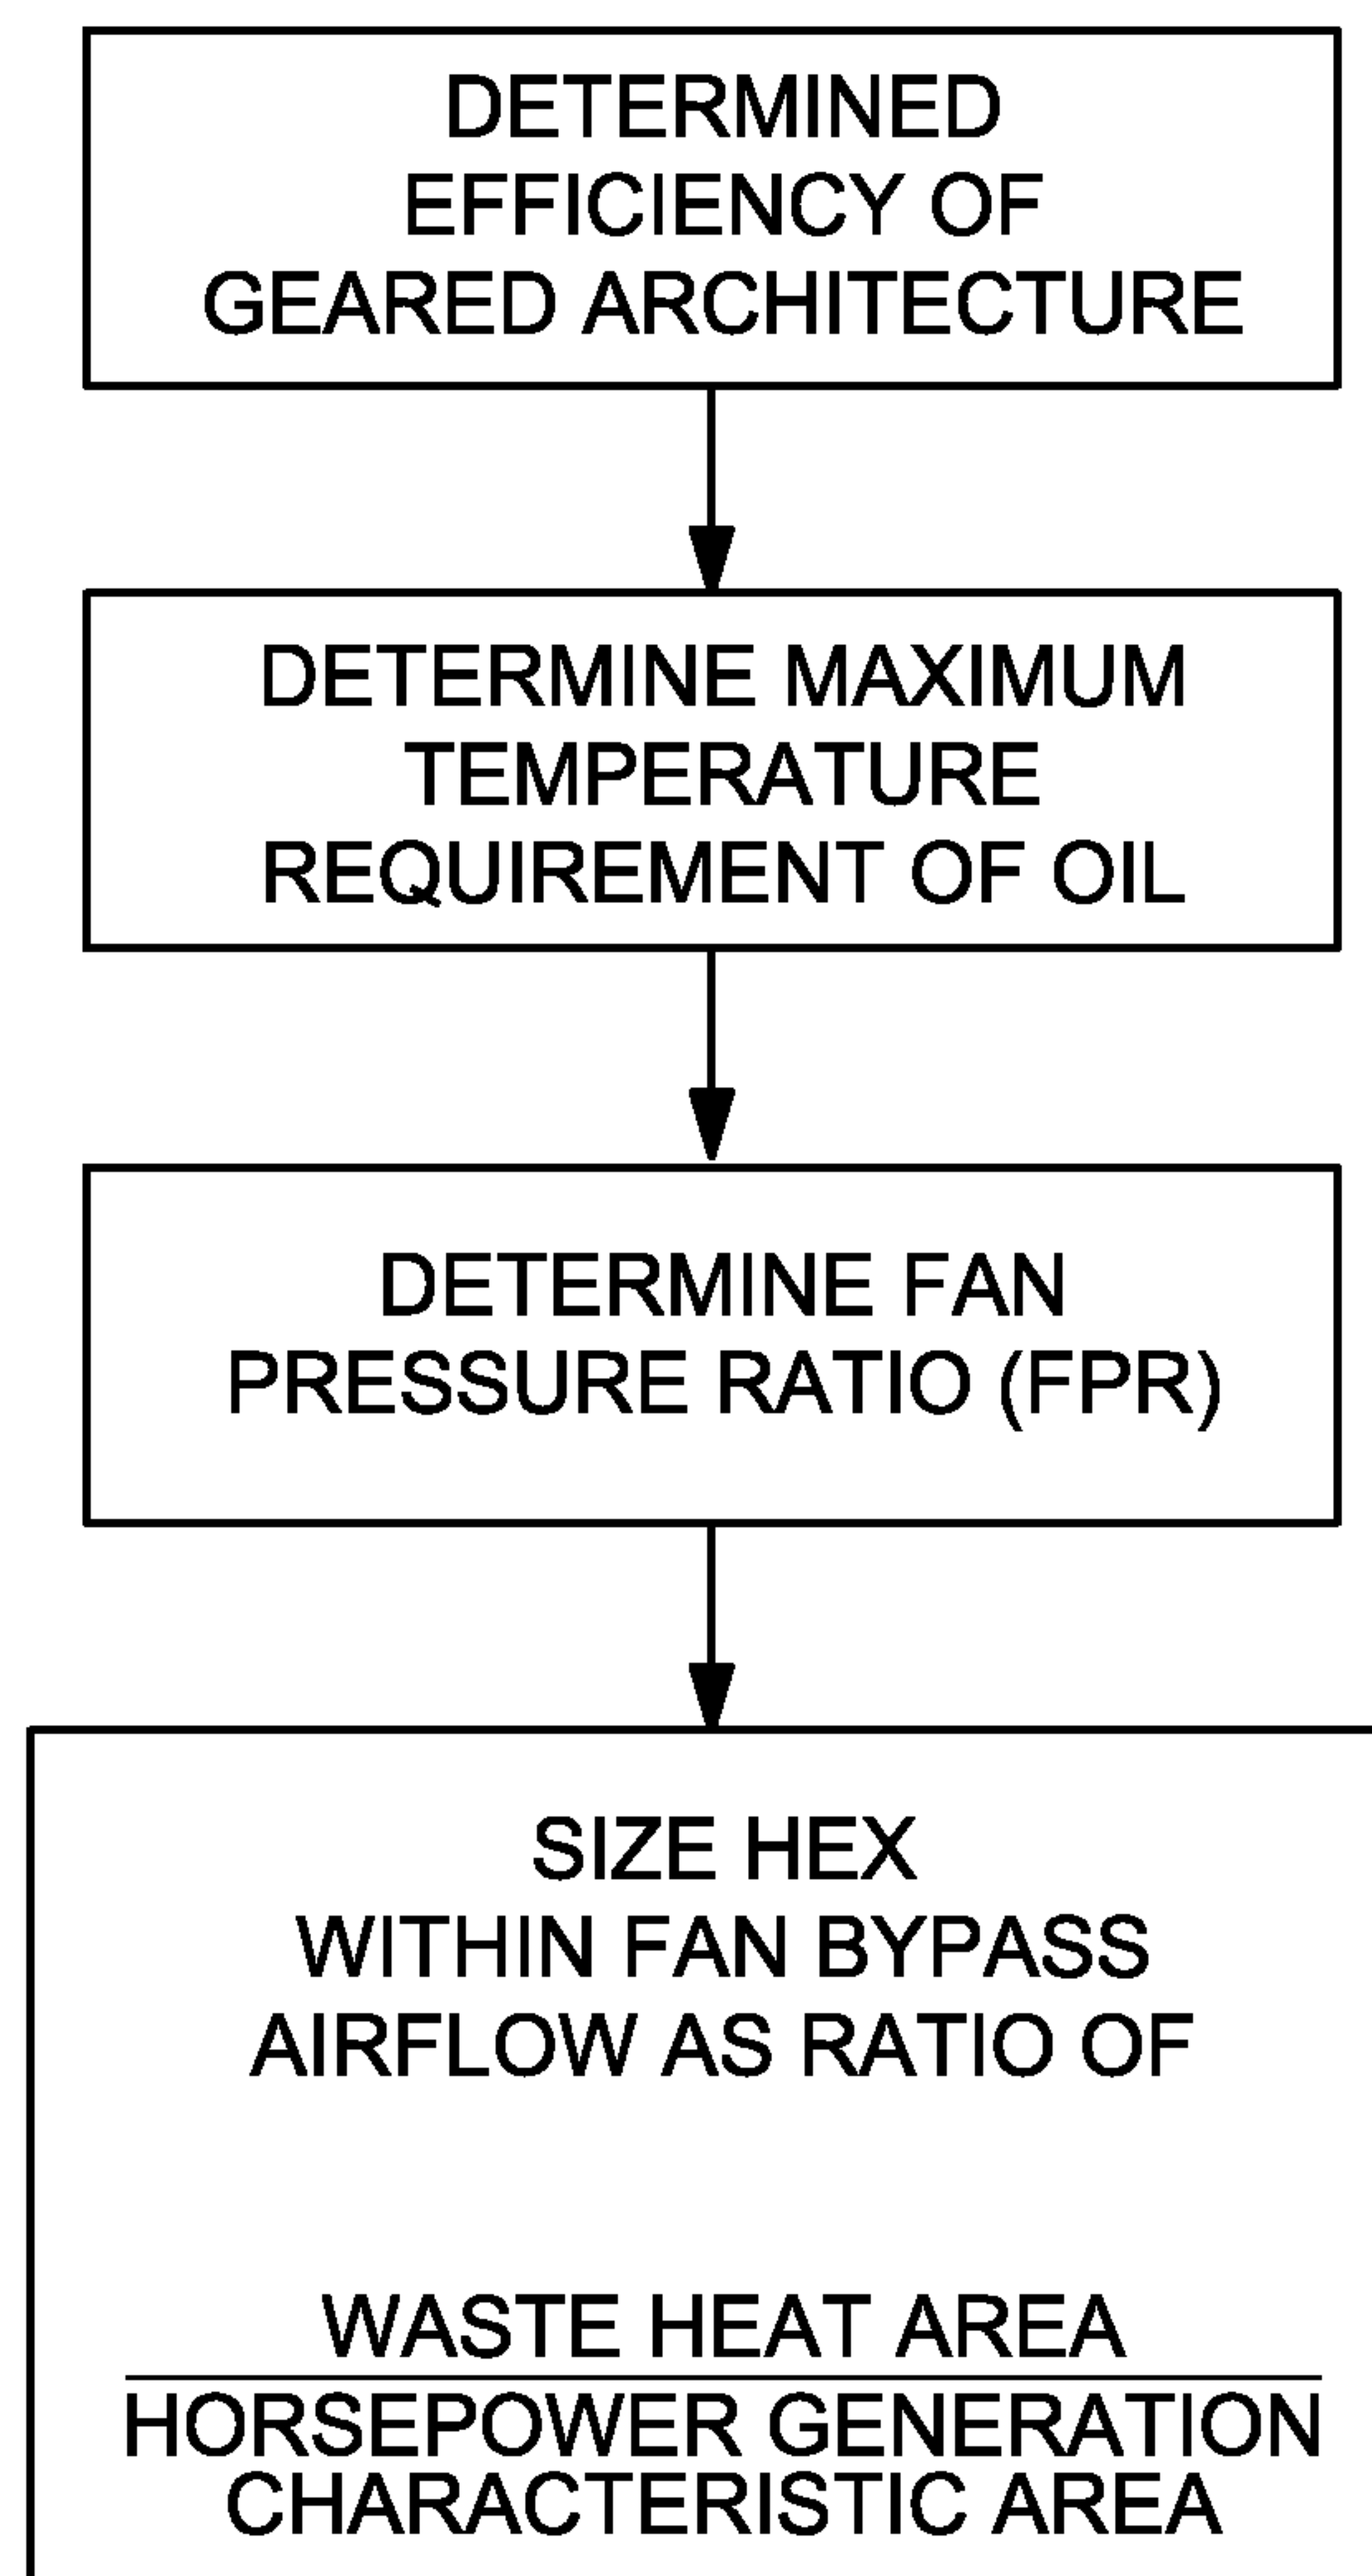 DETERMINED
EFFICIENCY OF
GEARED ARCHITECTURE
DETERMINE MAXIMUM
TEMPERATURE
REQUIREMENT OF OIL
DETERMINE FAN
PRESSURE RATIO (FPR)
SIZE HEX
WITHIN FAN BYPASS
AIRFLOW AS RATIO OF
WASTE HEAT AREA
HORSEPOWER GENERATION
CHARACTERISTIC AREA